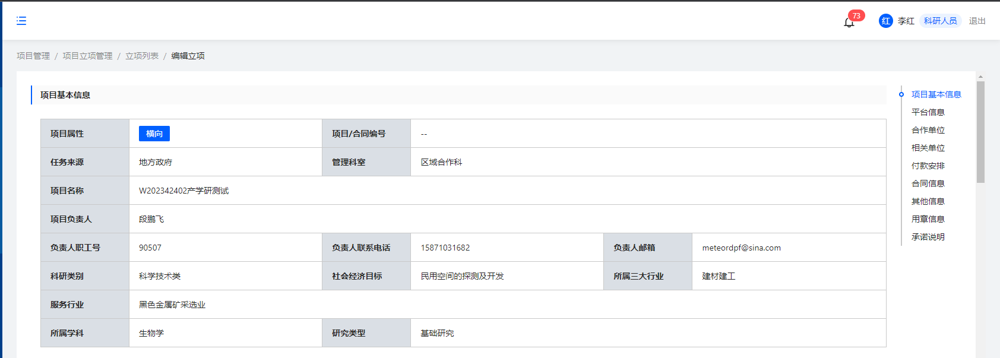 73
红 李红 科研人员 退出
项目管理 / 项目立项管理 / 立项列表 / 编辑立项
项目基本信息
项目属性 横向 项目/合同编号 --
任务来源 地方政府 管理科室 区域合作科
项目名称 W202342402产学研测试
项目负责人 段鹏飞
负责人职工号 90507 负责人联系电话 15871031682 负责人邮箱 meteordpf@sina.com
科研类别 科学技术类 社会经济目标 民用空间的探测及开发 所属三大行业 建材建工
服务行业 黑色金属矿采选业
所属学科 生物学 研究类型 基础研究
项目基本信息
平台信息
合作单位
相关单位
付款安排
合同信息
其他信息
用章信息
承诺说明